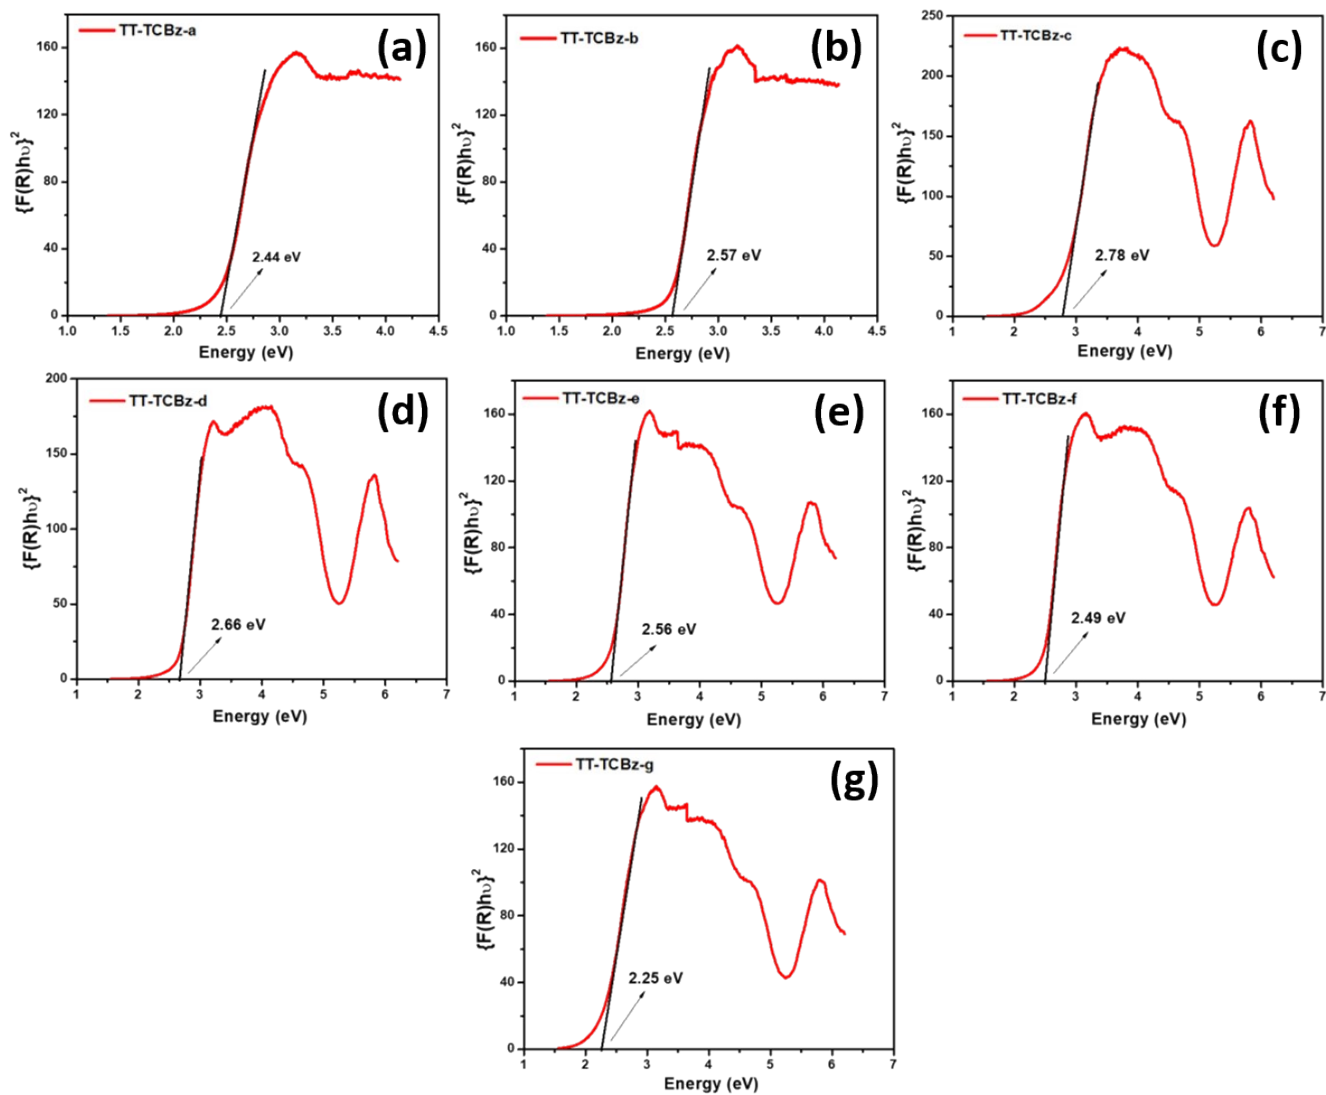 TT-TCBz-a
(a)
{F(R)hυ}²
160
120
80
40
0
2.44 eV
1.0 1.5 2.0 2.5 3.0 3.5 4.0 4.5
Energy (eV)
TT-TCBz-b
(b)
{F(R)hυ}²
160
120
80
40
0
2.57 eV
1.0 1.5 2.0 2.5 3.0 3.5 4.0 4.5
Energy (eV)
TT-TCBz-c
(c)
{F(R)hυ}²
250
200
150
100
50
0
2.78 eV
1 2 3 4 5 6 7
Energy (eV)
TT-TCBz-d
(d)
{F(R)hυ}²
200
150
100
50
0
2.66 eV
1 2 3 4 5 6 7
Energy (eV)
TT-TCBz-e
(e)
{F(R)hυ}²
160
120
80
40
0
2.56 eV
1 2 3 4 5 6 7
Energy (eV)
TT-TCBz-f
(f)
{F(R)hυ}²
160
120
80
40
0
2.49 eV
1 2 3 4 5 6 7
Energy (eV)
TT-TCBz-g
(g)
{F(R)hυ}²
160
120
80
40
0
2.25 eV
1 2 3 4 5 6 7
Energy (eV)